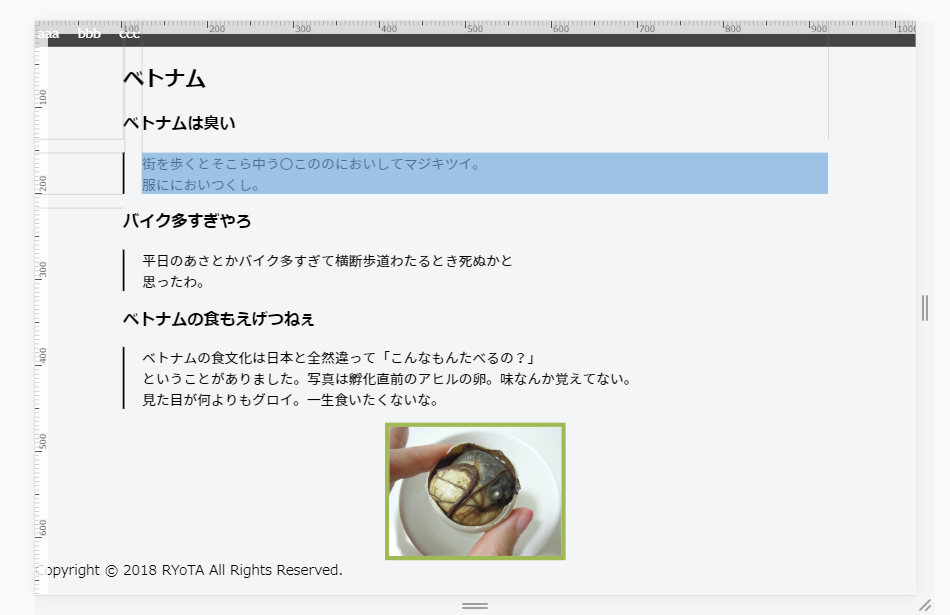 100 200 300 400 500 600 700 800 900 1000
aaa bbb ccc
100
200
300
400
500
600
ベトナム
ベトナムは臭い
街を歩くとそこら中う〇こののにおいしてマジキツイ。
服ににおいつくし。
バイク多すぎやろ
平日のあさとかバイク多すぎて横断歩道わたるとき死ぬかと
思ったわ。
ベトナムの食もえげつねぇ
ベトナムの食文化は日本と全然違って「こんなもんたべるの？」
ということがありました。写真は孵化直前のアヒルの卵。味なんか覚えてない。
見た目が何よりもグロイ。一生食いたくないな。
Copyright © 2018 RYoTA All Rights Reserved.